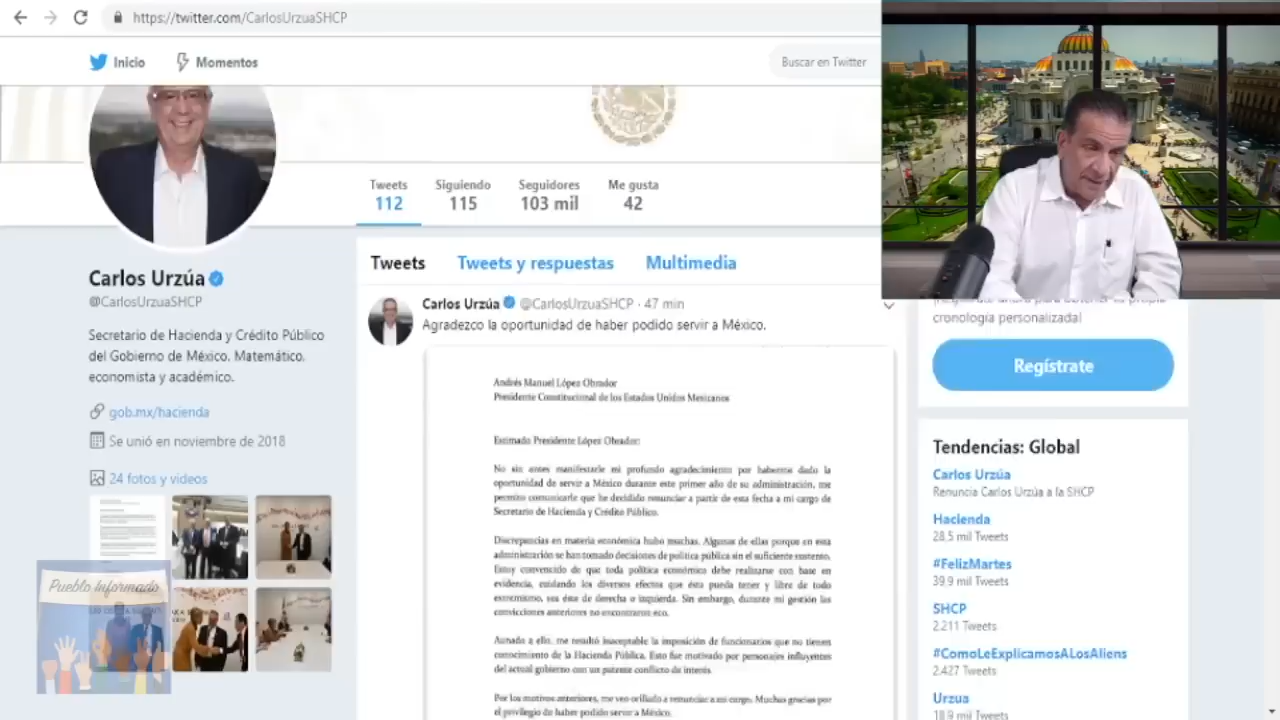 https://twitter.com/CarlosUrzuaSHCP
Inicio
Momentos
Buscar en Twitter
Tweets
112
Siguiendo
115
Seguidores
103 mil
Me gusta
42
Carlos Urzúa
@CarlosUrzuaSHCP
Secretario de Hacienda y Crédito Público
del Gobierno de México. Matemático,
economista y académico.
gob.mx/hacienda
Se unió en noviembre de 2018
24 fotos y videos
Pueblo Informado
Tweets
Tweets y respuestas
Multimedia
Carlos Urzúa @CarlosUrzuaSHCP · 47 min
Agradezco la oportunidad de haber podido servir a México.
Andrés Manuel López Obrador
Presidente Constitucional de los Estados Unidos Mexicanos
Estimado Presidente López Obrador:
No sin antes manifestarle mi profundo agradecimiento por haberme dado la
oportunidad de servir a México durante este primer año de su administración, me
permito comunicarle que he decidido renunciar a partir de esta fecha a mi cargo de
Secretario de Hacienda y Crédito Público.
Discrepancias en materia económica hubo muchas. Algunas de ellas porque en esta
administración se han tomado decisiones de política pública sin el suficiente sustento.
Estoy convencido de que toda política económica debe realizarse con base en
evidencia, cuidando los diversos efectos que ésta pueda tener y libre de todo
extremismo, sea éste de derecha o izquierda. Sin embargo, durante mi gestión las
convicciones anteriores no encontraron eco.
Aunado a ello, me resultó inaceptable la imposición de funcionarios que no tienen
conocimiento de la Hacienda Pública. Esto fue motivado por personajes influyentes
del actual gobierno con un patente conflicto de interés.
Por los motivos anteriores, me veo orillado a renunciar a mi cargo. Muchas gracias por
el privilegio de haber podido servir a México.
cronología personalizada!
Regístrate
Tendencias: Global
Carlos Urzúa
Renuncia Carlos Urzúa a la SHCP
Hacienda
28.5 mil Tweets
#FelizMartes
39.9 mil Tweets
SHCP
2,211 Tweets
#ComoLeExplicamosALosAliens
2,427 Tweets
Urzua
18.9 mil Tweets